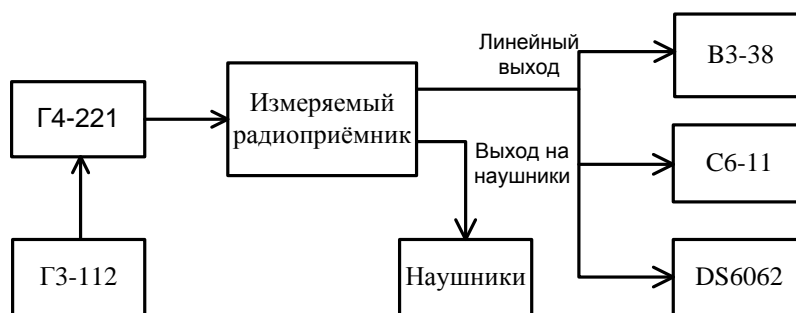 Линейный
выход
В3-38
Г4-221
Измеряемый
радиоприёмник
Выход на
наушники
С6-11
Г3-112
Наушники
DS6062